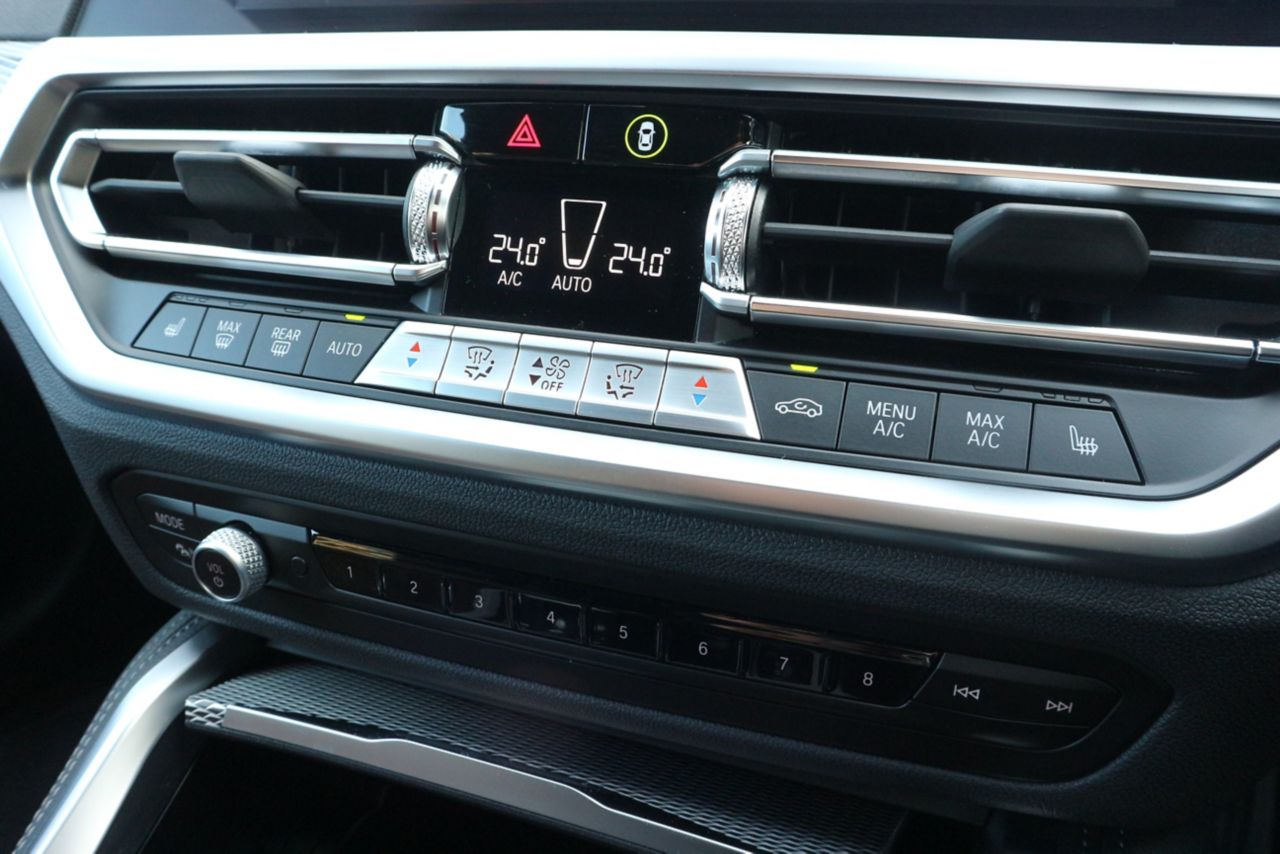 24.0°
24.0°
A/C
AUTO
MAX
REAR
AUTO
OFF
MENU
A/C
MAX
A/C
MODE
VOL
1
2
3
4
5
6
7
8